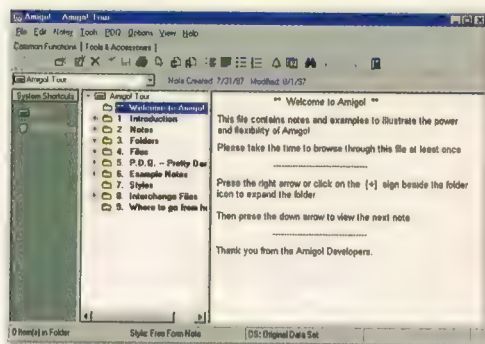 Amigo! - Amigo! Tour
File Edit Notes Tools PDQ Options View Help
Common Functions | Tools & Accessories |
Amigo! Tour
Note Created: 7/31/97 Modified: 8/1/97
System Shortcuts
Amigo! Tour
** Welcome to Amigo!
1 Introduction
2 Notes
3. Folders
4. Files
5. P.D.Q. - Pretty Dar
6. Example Notes
7. Styles
8. Interchange Files
9. Where to go from he
** Welcome to Amigo! **
This file contains notes and examples to illustrate the power
and flexibility of Amigo!
Please take the time to browse through this file at least once
Press the right arrow or click on the [+] sign beside the folder
icon to expand the folder
Then press the down arrow to view the next note
Thank you from the Amigo! Developers.
0 Item(s) in Folder
Style: Free Form Note
DS: Original Data Set